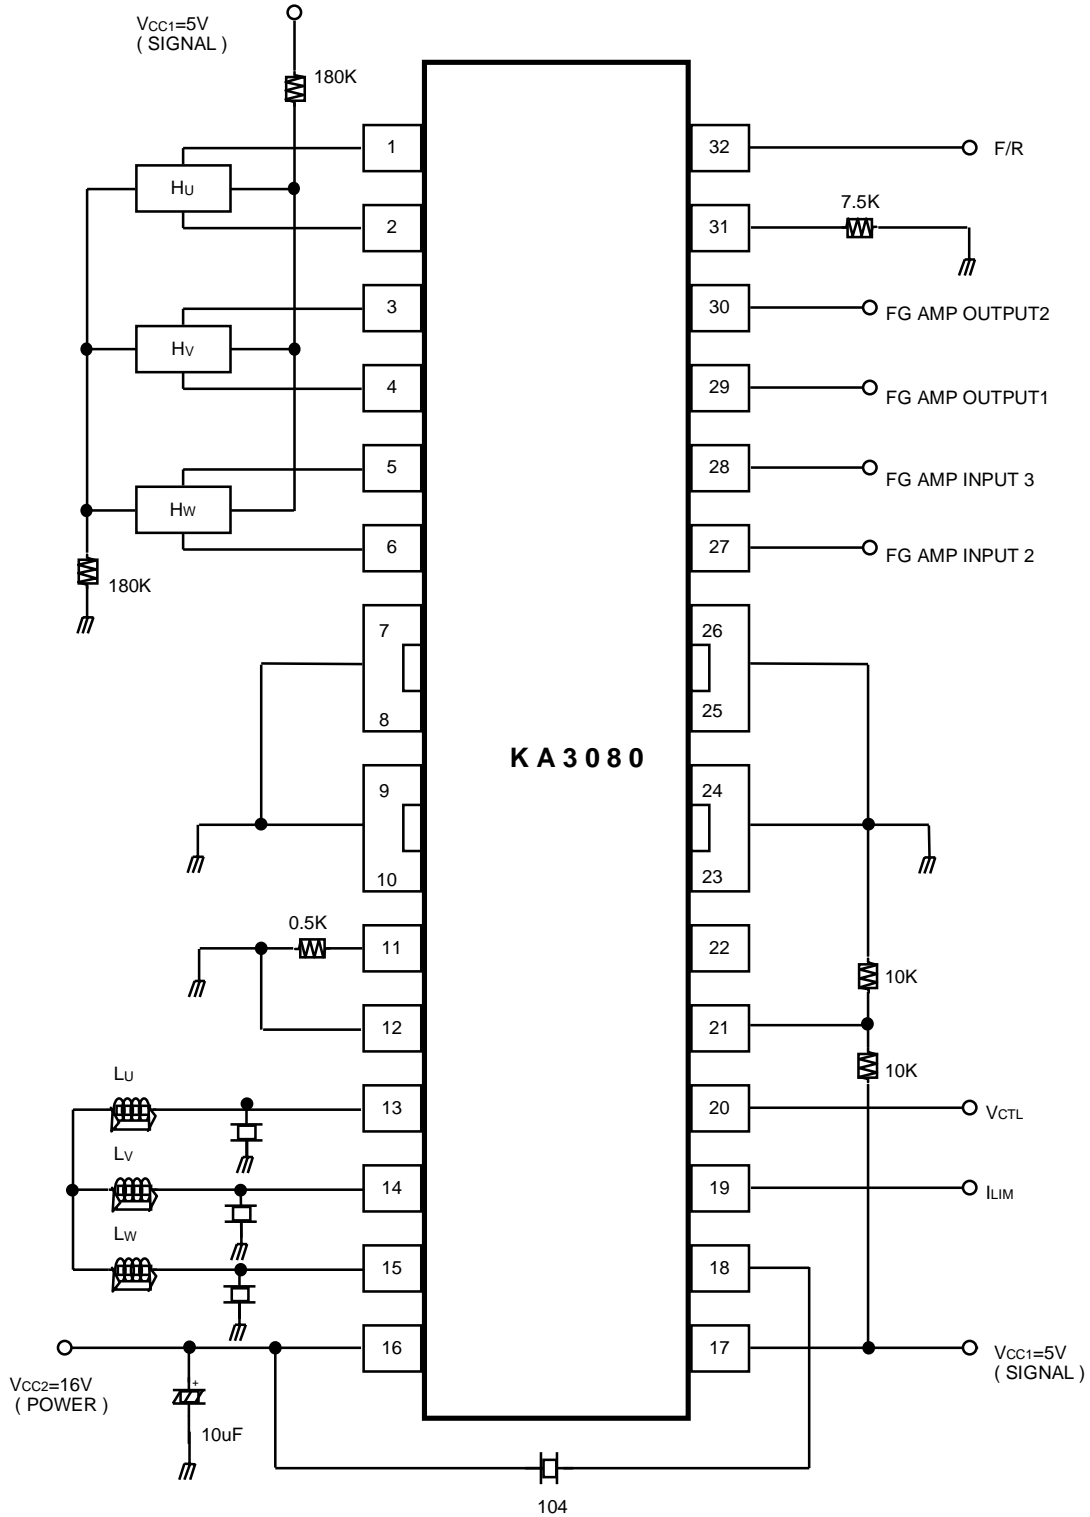 VCC1=5V
( SIGNAL )
180K
1
32
F/R
HU
7.5K
2
31
3
30
FG AMP OUTPUT2
HV
4
29
FG AMP OUTPUT1
5
28
FG AMP INPUT 3
HW
6
27
FG AMP INPUT 2
180K
7
26
8
25
KA3080
9
24
10
23
0.5K
11
22
10K
12
21
10K
LU
13
20
VCTL
LV
14
19
ILIM
LW
15
18
16
17
VCC1=5V
( SIGNAL )
VCC2=16V
( POWER )
+
10uF
104